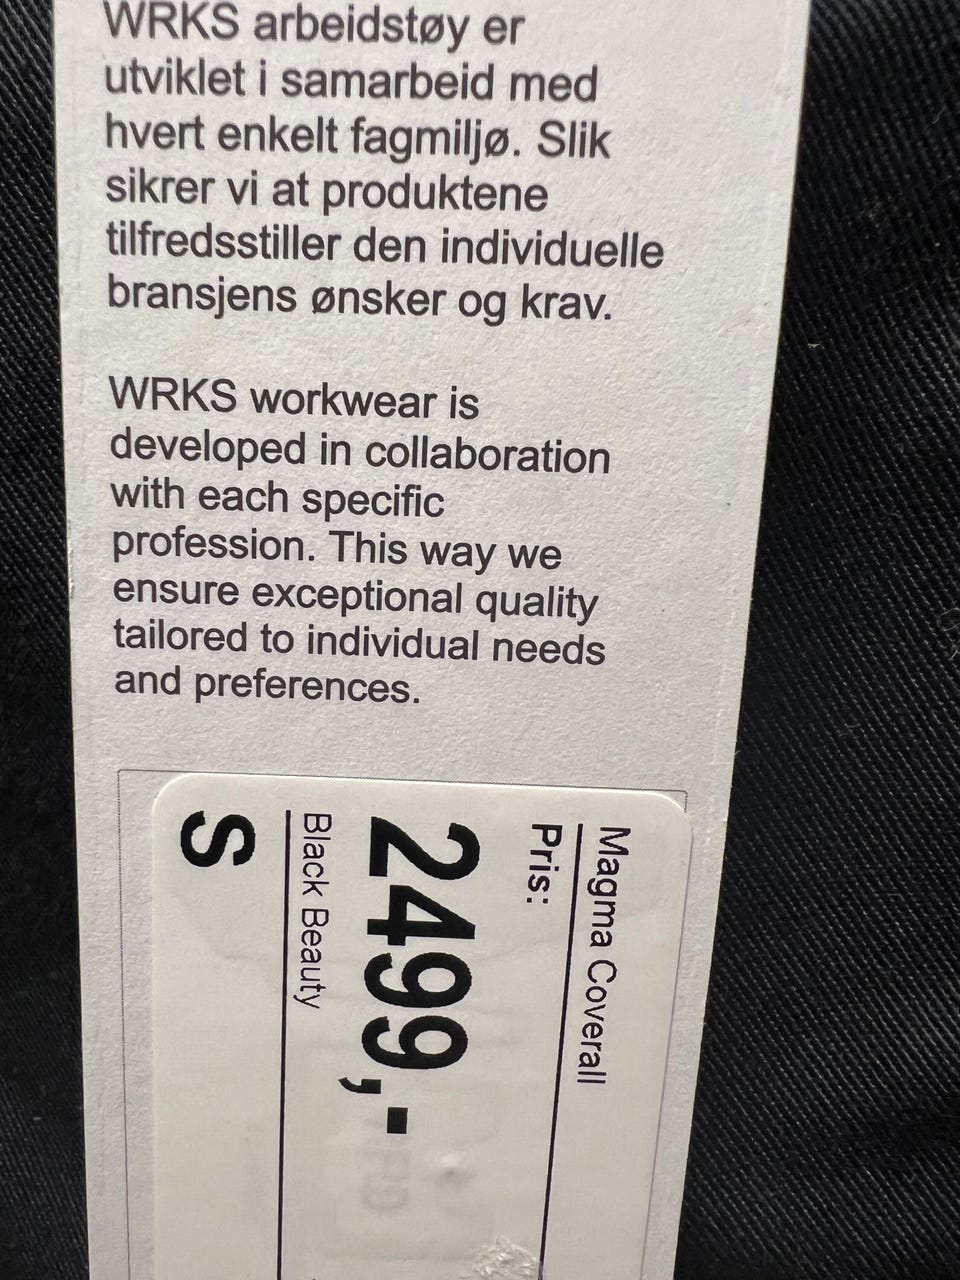 WRKS arbeidstøy er
utviklet i samarbeid med
hvert enkelt fagmiljø. Slik
sikrer vi at produktene
tilfredsstiller den individuelle
bransjens ønsker og krav.
WRKS workwear is
developed in collaboration
with each specific
profession. This way we
ensure exceptional quality
tailored to individual needs
and preferences.
Magma Coverall
Pris:
2499,-
Black Beauty
S